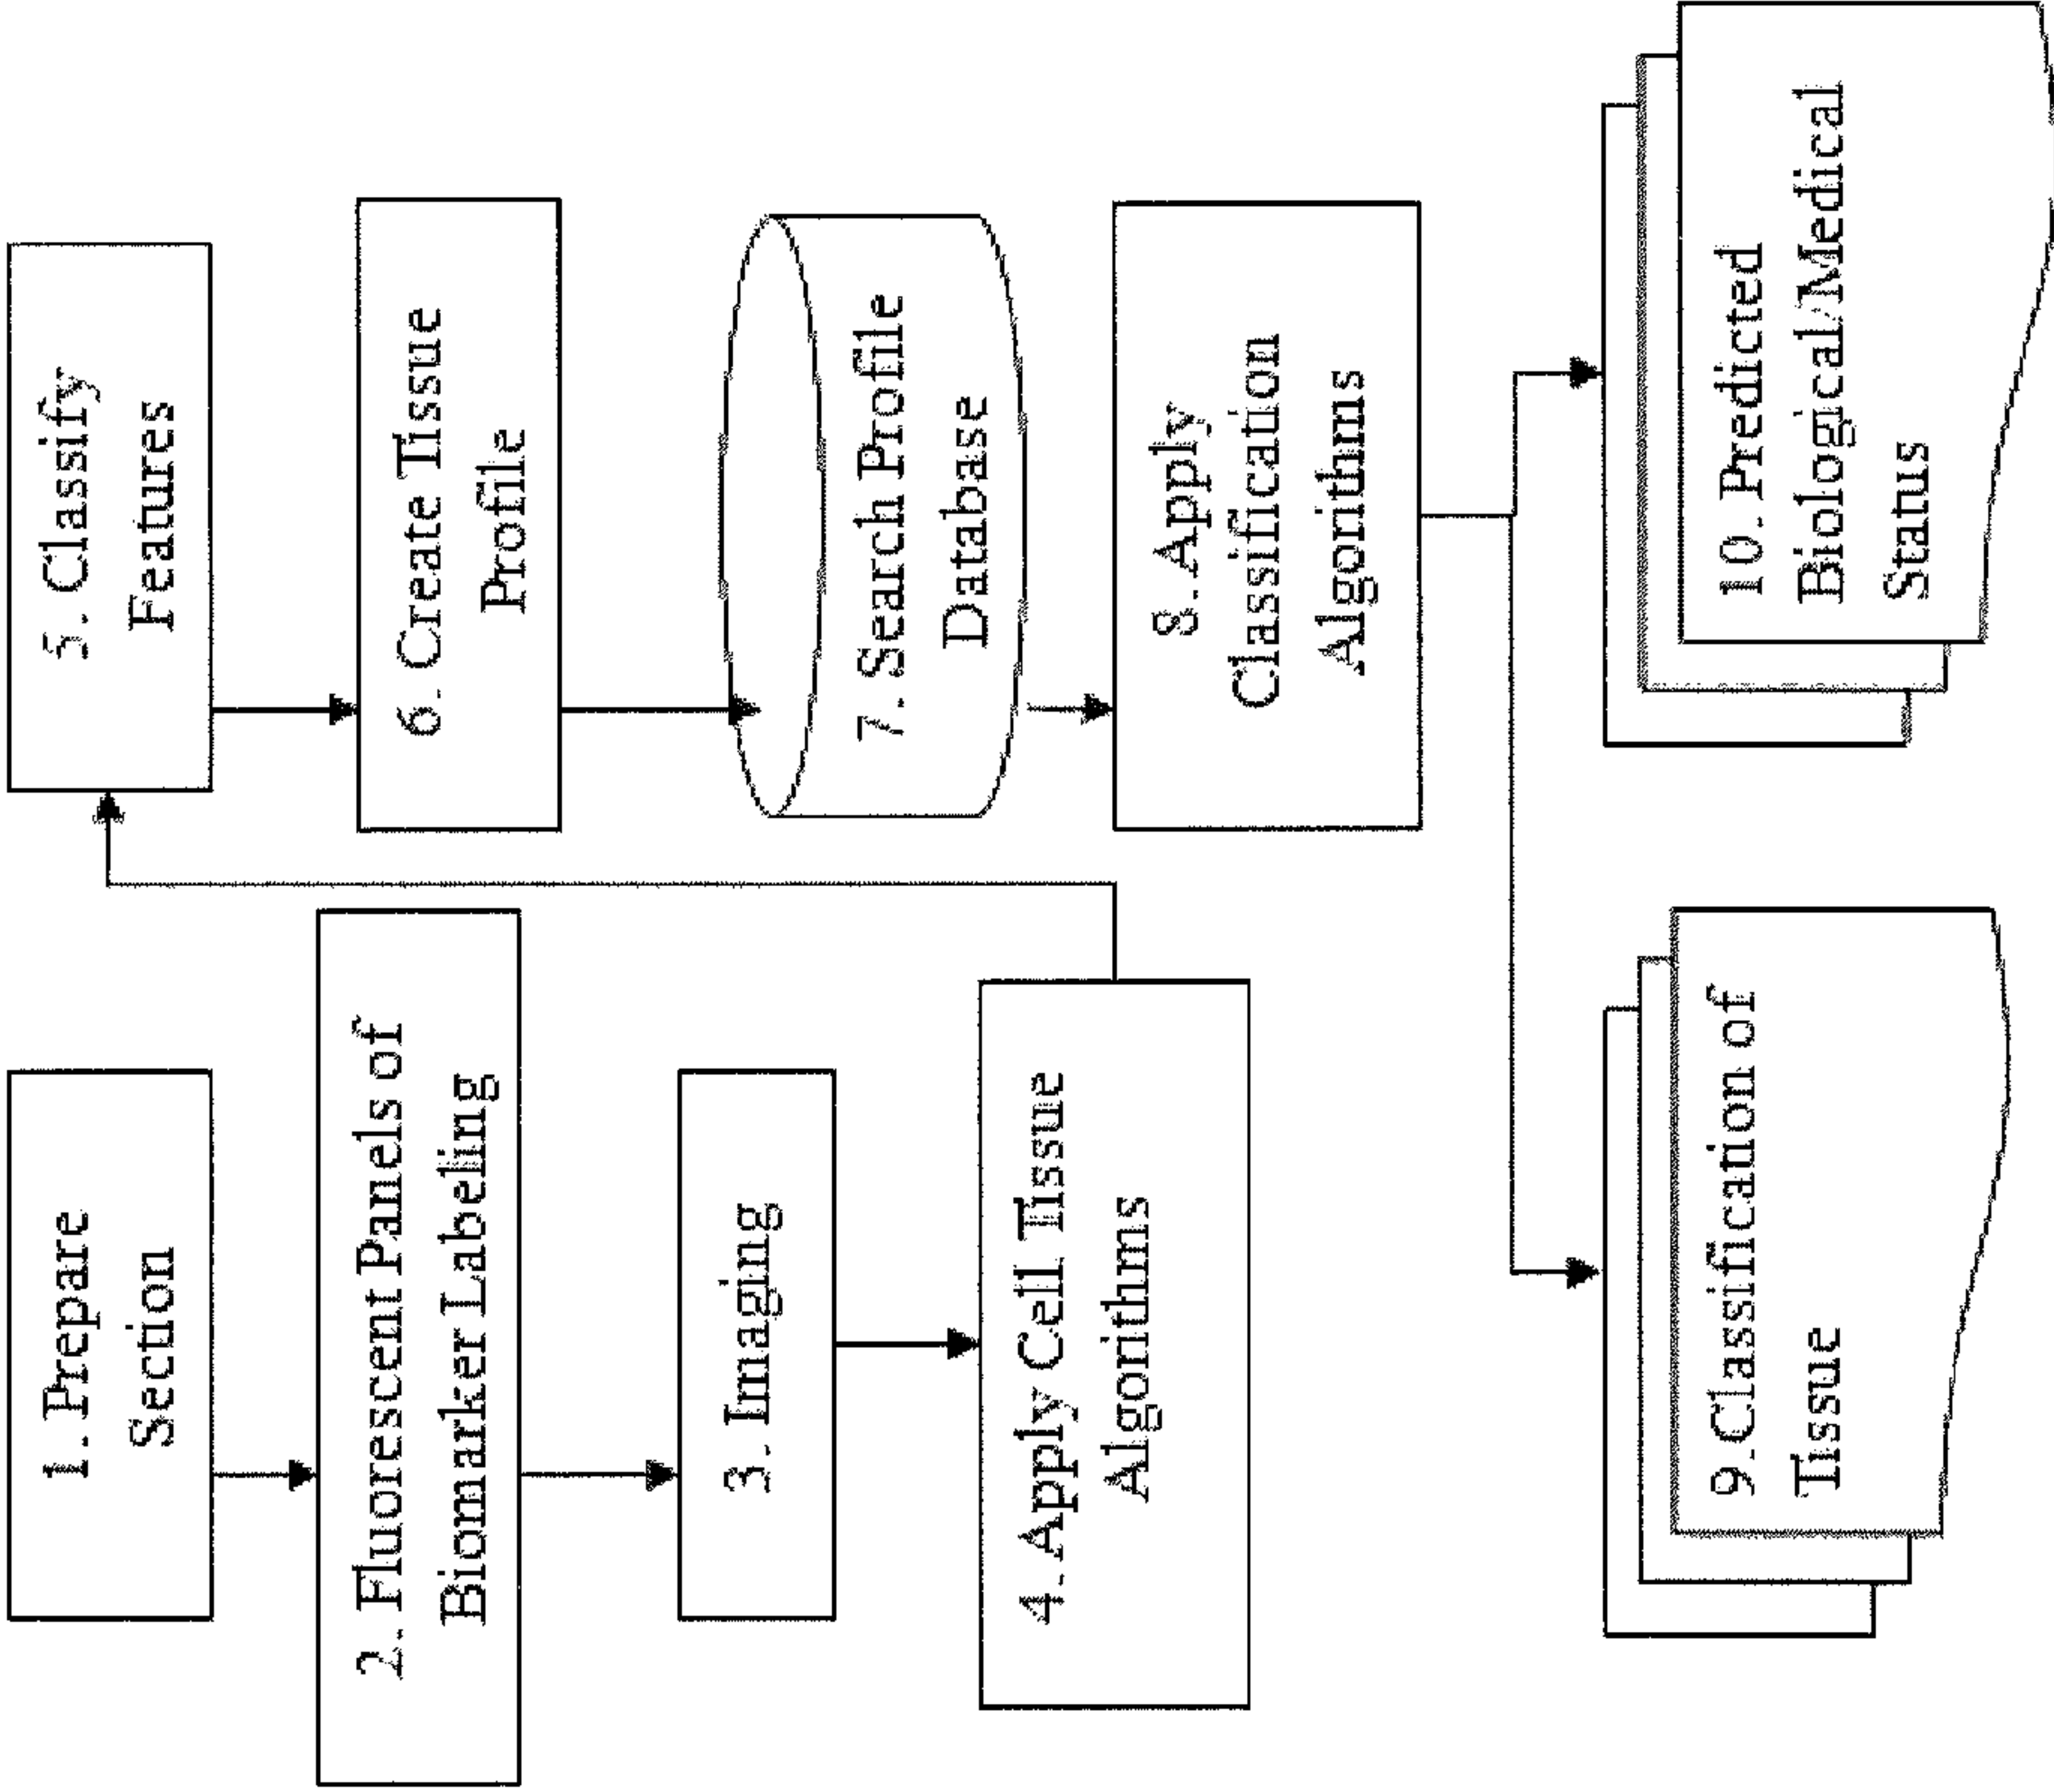 1. Prepare
Section
2. Fluorescent Panels of
Biomarker Labeling
3. Imaging
4. Apply Cell Tissue
Algorithms
5. Classify
Features
6. Create Tissue
Profile
7. Search Profile
Database
8. Apply
Classification
Algorithms
9. Classification of
Tissue
10. Predicted
Biological Medical
Status